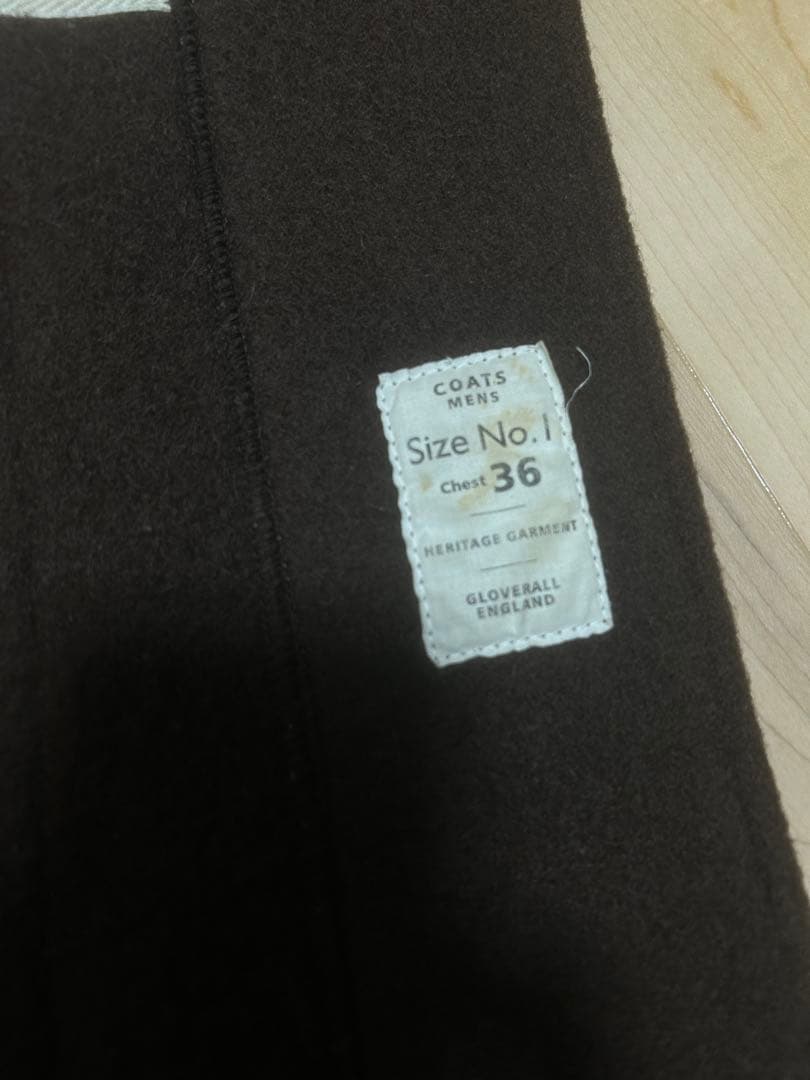 COATS
MENS
Size No. 1
Chest 36
HERITAGE GARMENT
GLOVERALL
ENGLAND